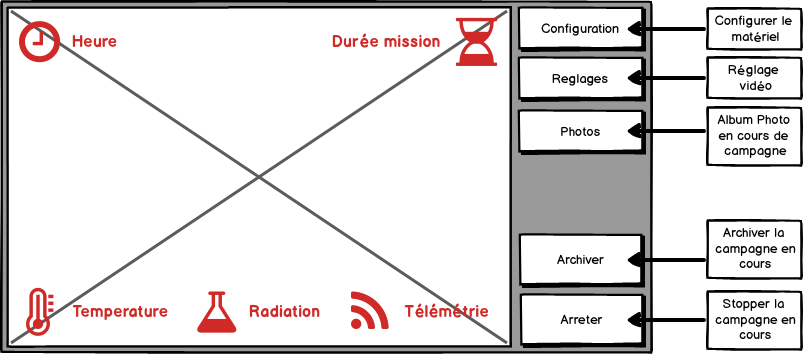 Heure
Durée mission
Temperature
Radiation
Télémétrie
Configuration
Reglages
Photos
Archiver
Arreter
Configurer le
matériel
Réglage
vidéo
Album Photo
en cours de
campagne
Archiver la
campagne en
cours
Stopper la
campagne en
cours